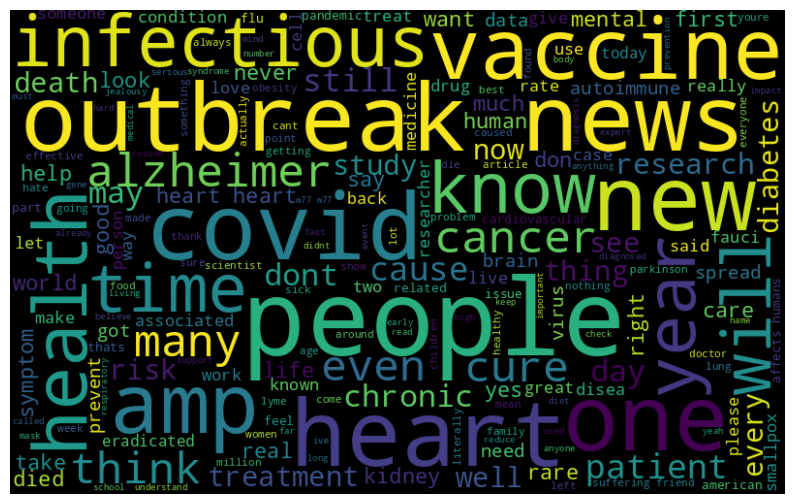 someone condition flu pandemic treat want data give mental first youre
infectious vaccine
always cell number mind prevention
death look never still medicine drug use today found body rate autoimmune really
serious syndrome something jealousy love obesity best everyone impact
outbreak news
must hard actually cant much human now caused expert
medical effective point getting die article don case anything diagnosis research diabetes
help alzheimer study say know new
hate gene may heart heart w77 w77 back researcher problem cardiovascular
part going good person way made fact didnt event cancer see said fauci
let already thank lot covid diagnosed spread
world sure scientist show dont cause brain thing parkinson
health time food living sick two related live issue nothing virus year will
make believe associated around early read keep healthy important right care
got thats many people check name
symptom prevent risk support age high children even cure day doctor affects humans
respiratory life work known chronic yes great disea lung
called week lyme feel come literally mean diet
amp heart one every please smallpox
mask eradicated real far women family reduce need used anyone yeah
take died think treatment ive long million kidney well rare patient american
school understand left suffering friend